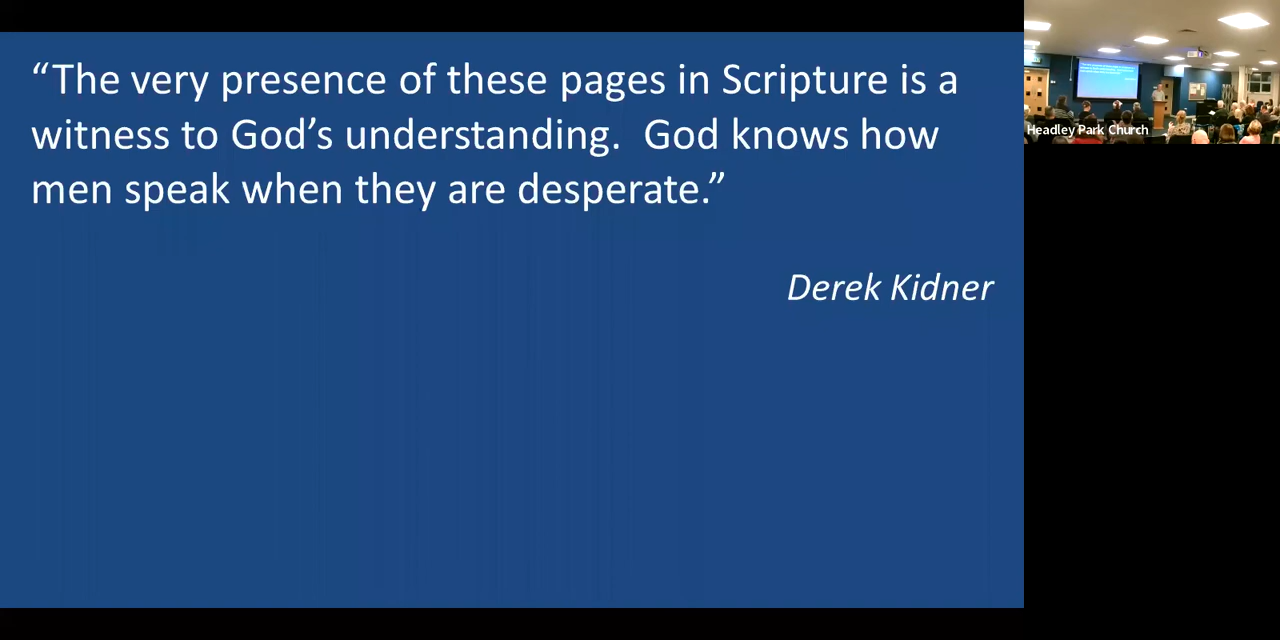 “The very presence of these pages in Scripture is a
witness to God’s understanding.  God knows how
men speak when they are desperate.”
Derek Kidner
Headley Park Church